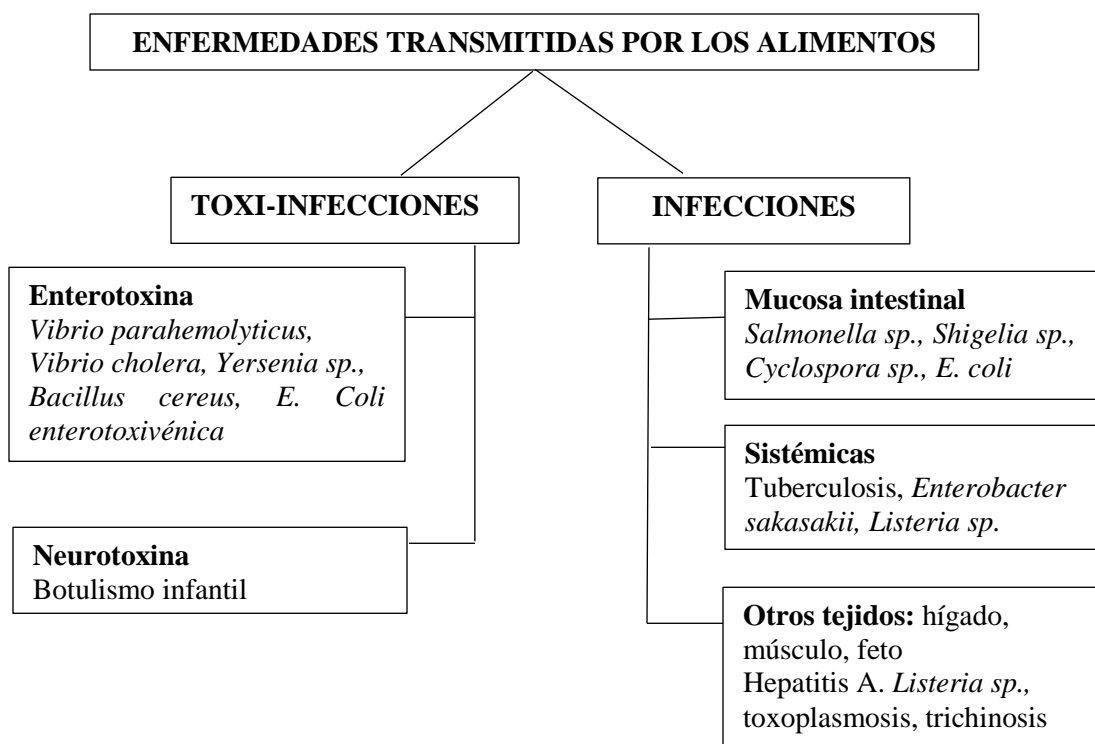 ENFERMEDADES TRANSMITIDAS POR LOS ALIMENTOS
TOXI-INFECCIONES
INFECCIONES
Enterotoxina
Vibrio parahemolyticus,
Vibrio cholera, Yersenia sp.,
Bacillus cereus, E. Coli
enterotoxivénica
Neurotoxina
Botulismo infantil
Mucosa intestinal
Salmonella sp., Shigelia sp.,
Cyclospora sp., E. coli
Sistémicas
Tuberculosis, Enterobacter
sakasakii, Listeria sp.
Otros tejidos: hígado,
músculo, feto
Hepatitis A. Listeria sp.,
toxoplasmosis, trichinosis